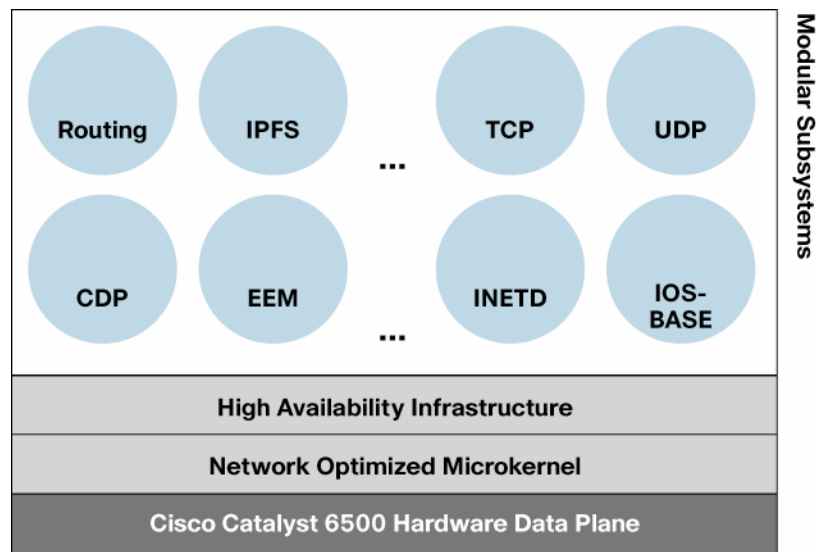 Routing IPFS TCP UDP
...
CDP EEM INETD IOS-
BASE
...
High Availability Infrastructure
Network Optimized Microkernel
Cisco Catalyst 6500 Hardware Data Plane
Modular Subsystems